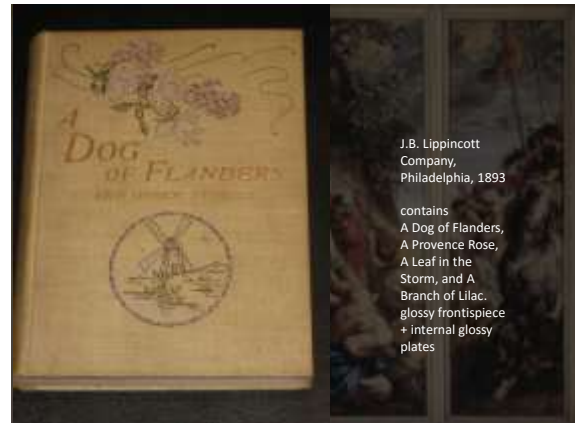 A
DOG
OF FLANDERS
J.B. Lippincott
Company,
Philadelphia, 1893
contains
A Dog of Flanders,
A Provence Rose,
A Leaf in the
Storm, and A
Branch of Lilac.
glossy frontispiece
+ internal glossy
plates